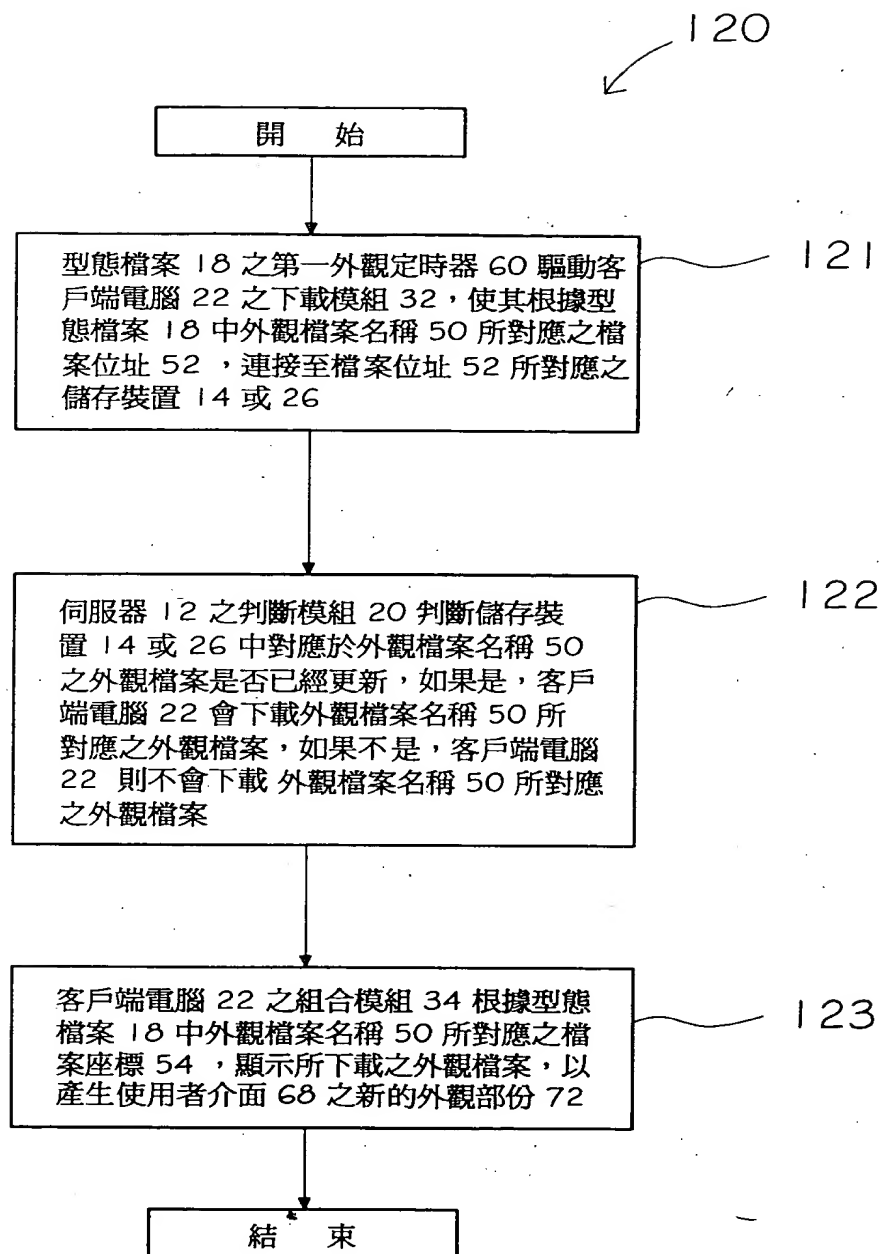 120
開 始
型態檔案 18 之第一外觀定時器 60 驅動客
戶端電腦 22 之下載模組 32，使其根據型
態檔案 18 中外觀檔案名稱 50 所對應之檔
案位址 52 ，連接至檔案位址 52 所對應之
儲存裝置 14 或 26
121
伺服器 12 之判斷模組 20 判斷儲存裝
置 14 或 26 中對應於外觀檔案名稱 50
之外觀檔案是否已經更新，如果是，客戶
端電腦 22 會下載外觀檔案名稱 50 所
對應之外觀檔案，如果不是，客戶端電腦
22 則不會下載 外觀檔案名稱 50 所對應
之外觀檔案
122
客戶端電腦 22 之組合模組 34 根據型態
檔案 18 中外觀檔案名稱 50 所對應之檔
案座標 54 ，顯示所下載之外觀檔案，以
產生使用者介面 68 之新的外觀部份 72
123
結 束